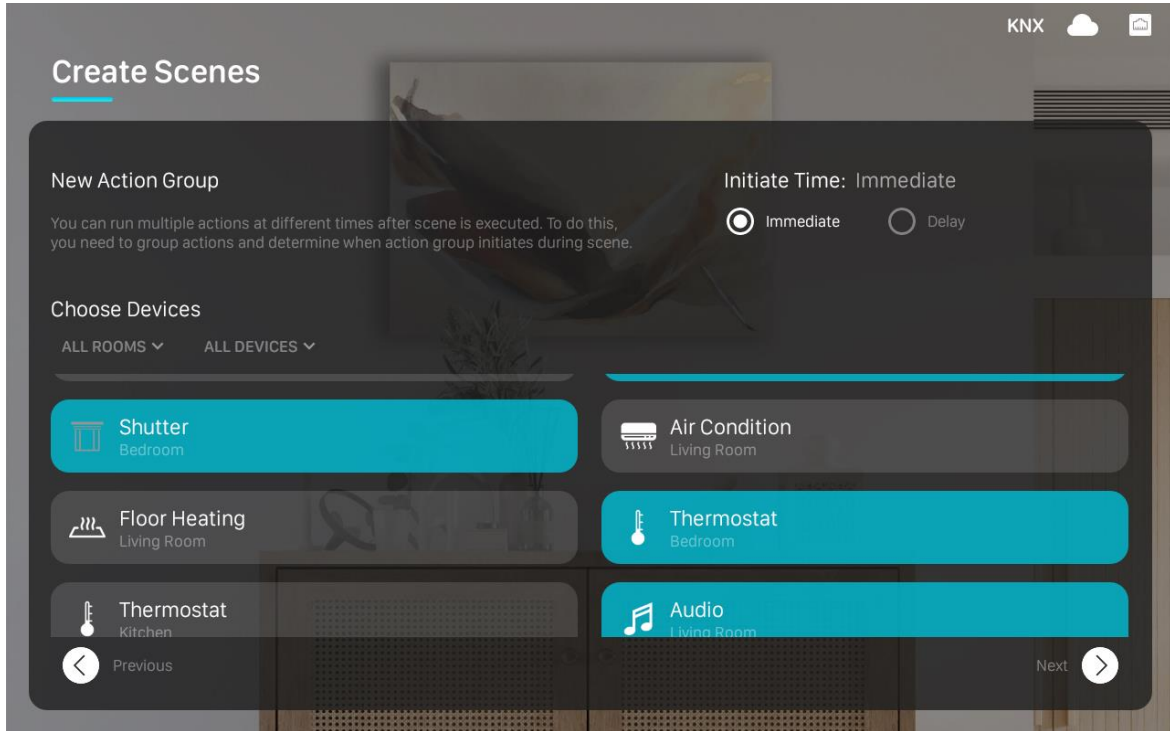 KNX
Create Scenes
New Action Group
Initiate Time: Immediate
You can run multiple actions at different times after scene is executed. To do this,
you need to group actions and determine when action group initiates during scene.
Immediate
Delay
Choose Devices
ALL ROOMS
ALL DEVICES
Shutter
Bedroom
Air Condition
Living Room
Floor Heating
Living Room
Thermostat
Bedroom
Thermostat
Kitchen
Audio
Living Room
Previous
Next